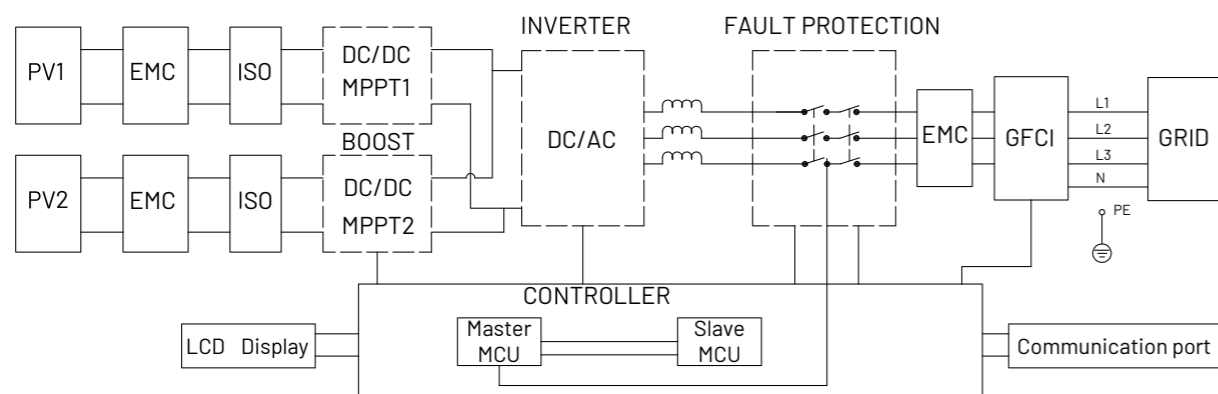 INVERTER
FAULT PROTECTION
PV1
EMC
ISO
DC/DC
MPPT1
BOOST
PV2
EMC
ISO
DC/DC
MPPT2
DC/AC
EMC
GFCI
L1
L2
L3
N
PE
GRID
CONTROLLER
LCD Display
Master
MCU
Slave
MCU
Communication port